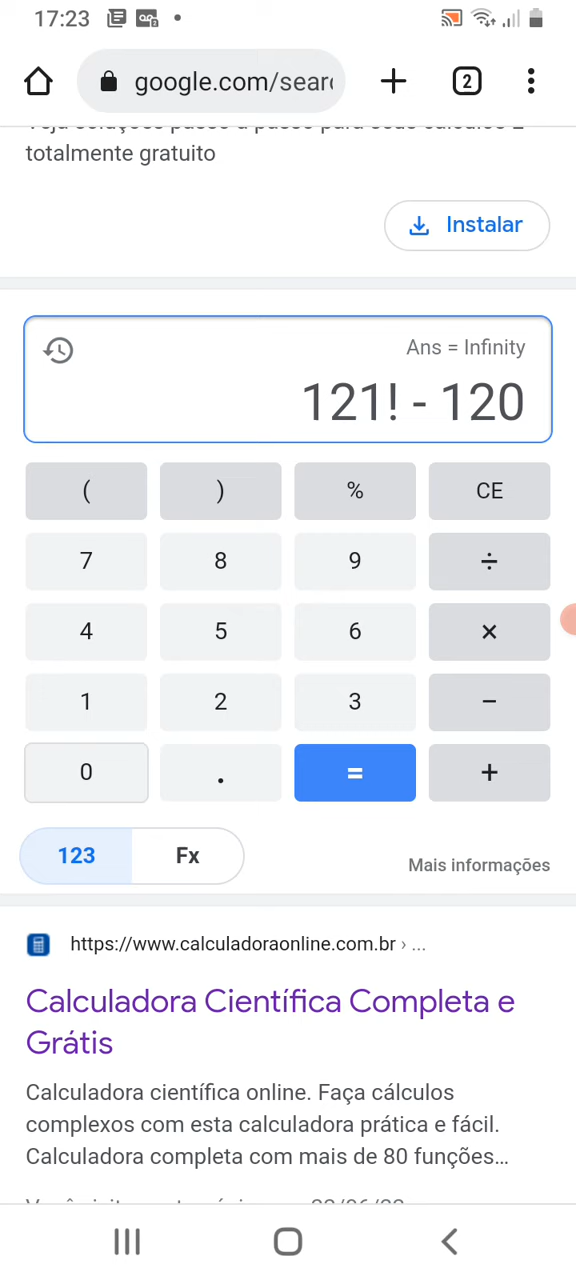 17:23
google.com/sear
2
totalmente gratuito
Instalar
Ans = Infinity
121! - 120
( ) % CE
7 8 9 ÷
4 5 6 ×
1 2 3 −
0 . = +
123 Fx
Mais informações
https://www.calculadoraonline.com.br › ...
Calculadora Científica Completa e
Grátis
Calculadora científica online. Faça cálculos
complexos com esta calculadora prática e fácil.
Calculadora completa com mais de 80 funções...